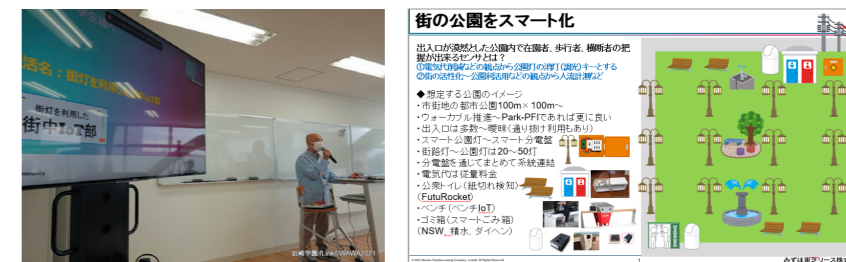 学生
活名：街灯を利用したIoT部
街灯を利用した
街中IoT部
岩崎学園 fLink©WAWA2021
街の公園をスマート化
出入口が漠然とした公園内で在園者、歩行者、横断者の把
握が出来るセンサとは？
①電気代削減などの観点から公園灯の消灯（調光）キーとする
②街の活性化～公園利活用などの観点から人流計測など
◆想定する公園のイメージ
・市街地の都市公園100m×100m～
・ウォーカブル推進～Park-PFIであれば更に良い
・出入口は多数～曖昧（通り抜け利用もあり）
・スマート公園灯～スマート分電盤
・街路灯～公園灯は20～50灯
・分電盤を通じてまとめて系統連結
・電気代は従量料金
・公衆トイレ（紙切れ検知）
（FutuRocket）
・ベンチ（ベンチIoT）
・ゴミ箱（スマートごみ箱）
（NSW、積水、ダイヘン）
SMOKING
みずほ東芝リース株